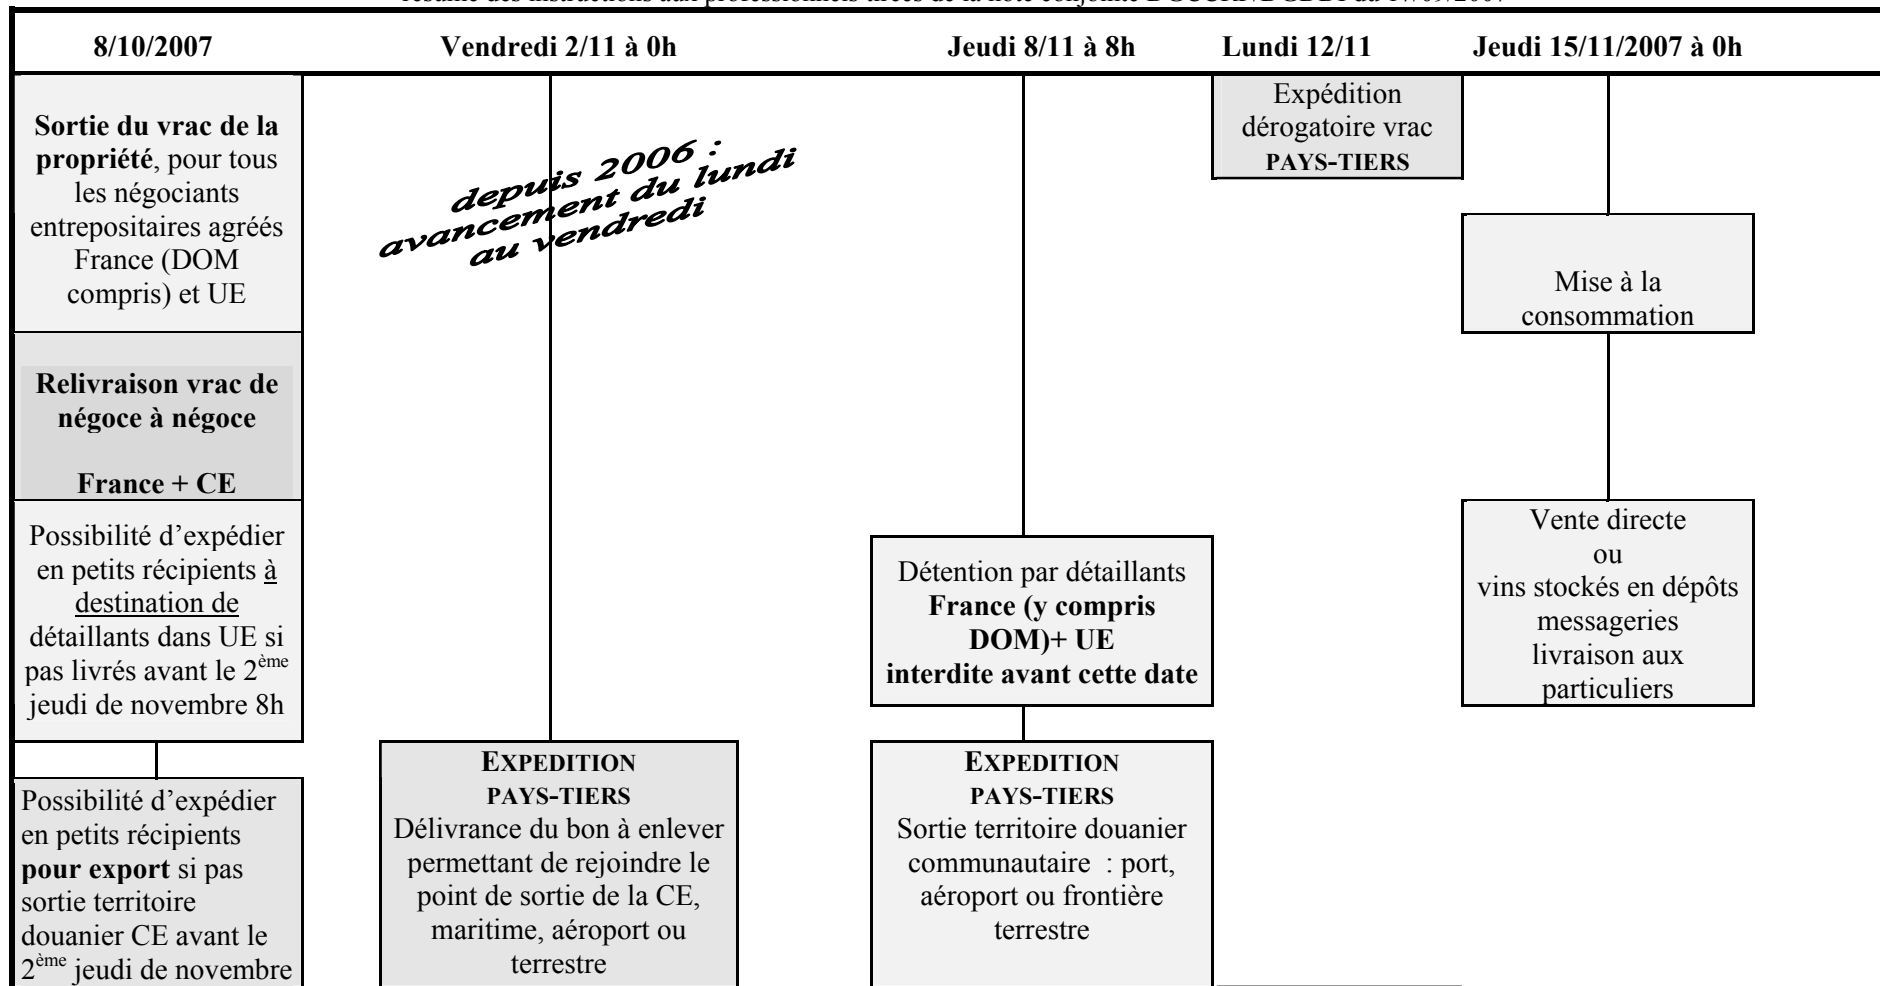 8/10/2007 Vendredi 2/11 à 0h Jeudi 8/11 à 8h Lundi 12/11 Jeudi 15/11/2007 à 0h
Sortie du vrac de la
propriété, pour tous
les négociants
entrepositaires agréés
France (DOM
compris) et UE
Relivraison vrac de
négoce à négoce
France + CE
Possibilité d’expédier
en petits récipients à
destination de
détaillants dans UE si
pas livrés avant le 2ème
jeudi de novembre 8h
Possibilité d’expédier
en petits récipients
pour export si pas
sortie territoire
douanier CE avant le
2ème jeudi de novembre
depuis 2006 :
avancement du lundi
au vendredi
EXPEDITION
PAYS-TIERS
Délivrance du bon à enlever
permettant de rejoindre le
point de sortie de la CE,
maritime, aéroport ou
terrestre
Détention par détaillants
France (y compris
DOM)+ UE
interdite avant cette date
EXPEDITION
PAYS-TIERS
Sortie territoire douanier
communautaire : port,
aéroport ou frontière
terrestre
Expédition
dérogatoire vrac
PAYS-TIERS
Mise à la
consommation
Vente directe
ou
vins stockés en dépôts
messageries
livraison aux
particuliers